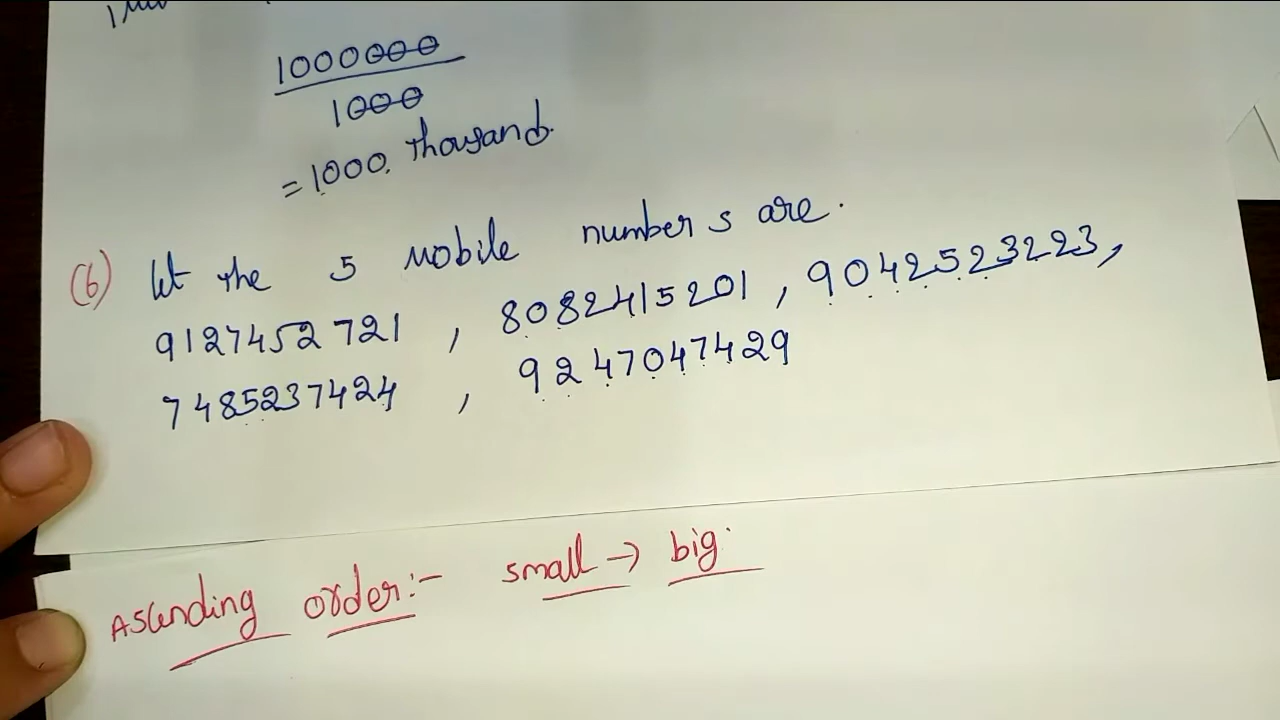 1000000
1000
= 1000. Thousand.
(6) let the 5 Mobile numbers are.
9127452721, 8082415201, 9042523223,
7485237424, 9247047429
Ascending order:- small → big.